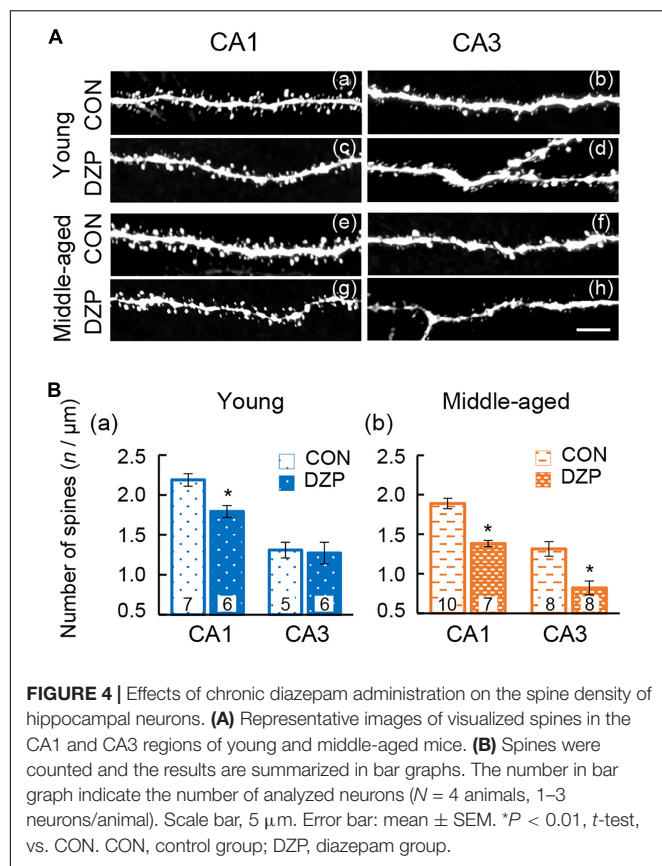 A
CA1 CA3
Young
CON (a) (b)
DZP (c) (d)
Middle-aged
CON (e) (f)
DZP (g) (h)
B
Young Middle-aged
(a) (b)
Number of spines (n / μm)
2.5 2.5
2.0 2.0
1.5 1.5
1.0 1.0
0.5 0.5
CON CON
DZP DZP
* * *
7 6 5 6 10 7 8 8
CA1 CA3 CA1 CA3
FIGURE 4 | Effects of chronic diazepam administration on the spine density of
hippocampal neurons. (A) Representative images of visualized spines in the
CA1 and CA3 regions of young and middle-aged mice. (B) Spines were
counted and the results are summarized in bar graphs. The number in bar
graph indicate the number of analyzed neurons (N = 4 animals, 1–3
neurons/animal). Scale bar, 5 μm. Error bar: mean ± SEM. *P < 0.01, t-test,
vs. CON. CON, control group; DZP, diazepam group.